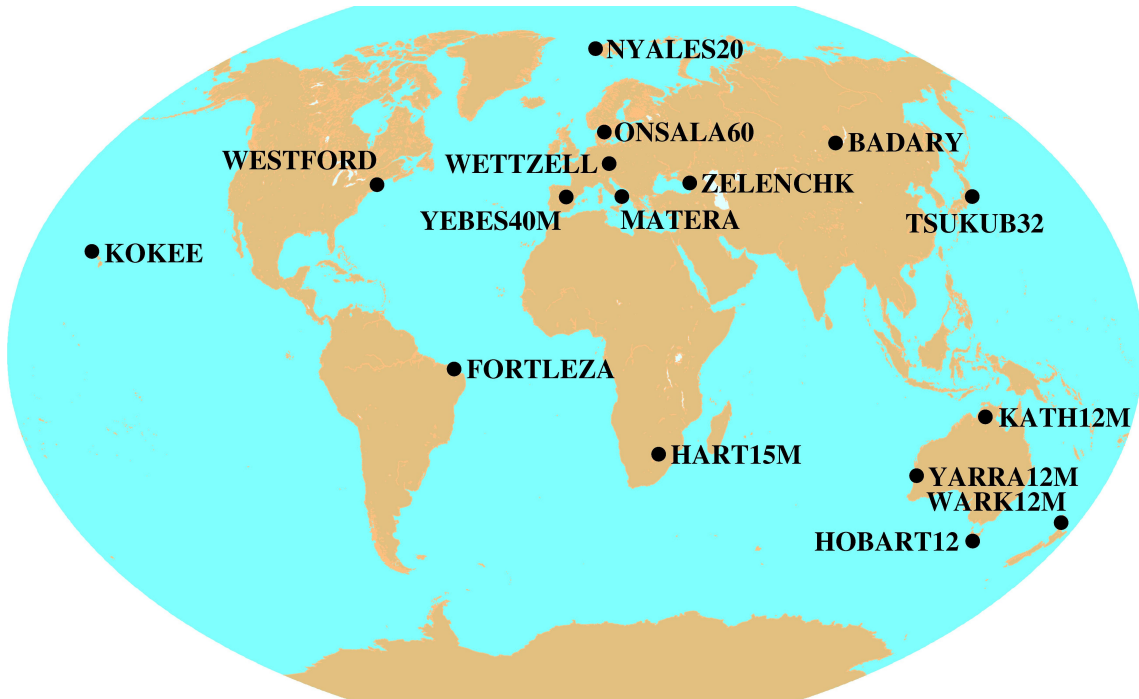 NYALES20
ONSALA60
BADARY
WESTFORD
WETTZELL
ZELENCHK
YEBES40M
MATERA
TSUKUB32
KOKEE
FORTLEZA
KATH12M
HART15M
YARRA12M
WARK12M
HOBART12